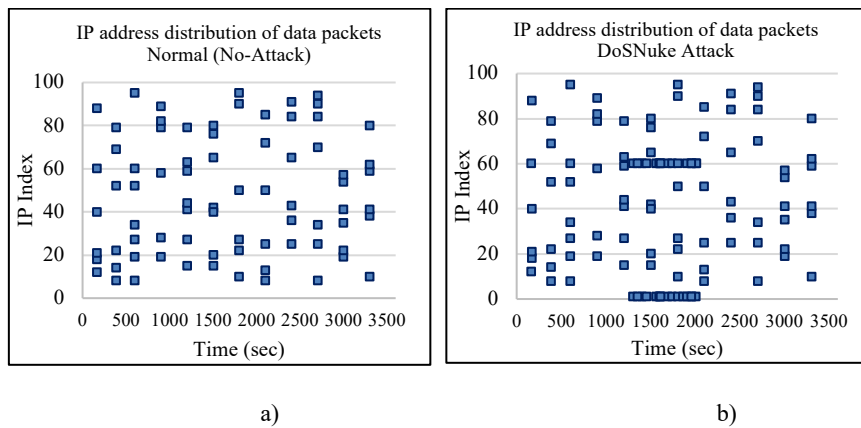 IP address distribution of data packets
Normal (No-Attack)
100
80
60
40
20
0
IP Index
0 500 1000 1500 2000 2500 3000 3500
Time (sec)
a)
IP address distribution of data packets
DoSNuke Attack
100
80
60
40
20
0
IP Index
0 500 1000 1500 2000 2500 3000 3500
Time (sec)
b)